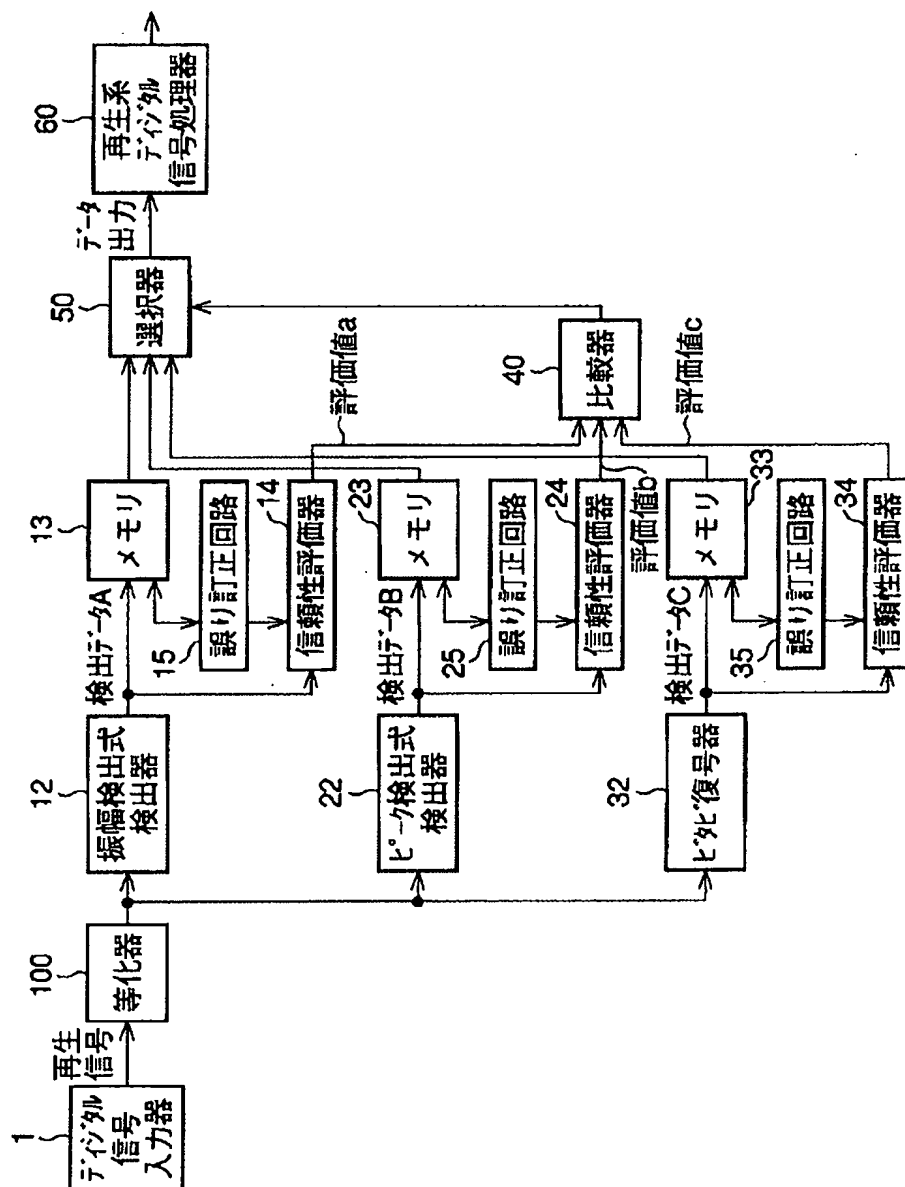 1
ディジタル
信号
入力器
再生
信号
100
等化器
12
振幅検出式
検出器
検出データA
13
メモリ
15
誤り訂正回路
14
信頼性評価器
評価値a
22
ピーク検出式
検出器
検出データB
23
メモリ
25
誤り訂正回路
24
信頼性評価器
評価値b
32
ビタビ復号器
検出データC
33
メモリ
35
誤り訂正回路
34
信頼性評価器
評価値c
40
比較器
50
選択器
データ
出力
60
再生系
ディジタル
信号処理器